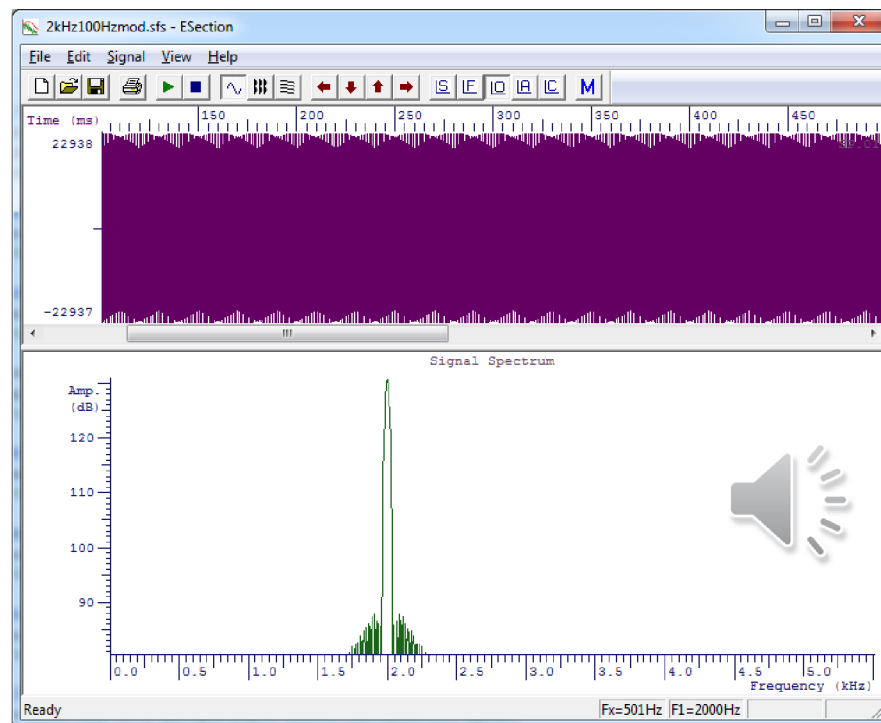 2kHz100Hzmod.sfs - ESection
File Edit Signal View Help
S F O A C M
Time (ms) 150 200 250 300 350 400 450
22938
-22937
Signal Spectrum
Amp.
(dB)
120
110
100
90
0.0 0.5 1.0 1.5 2.0 2.5 3.0 3.5 4.0 4.5 5.0
Frequency (kHz)
Ready Fx=501Hz F1=2000Hz